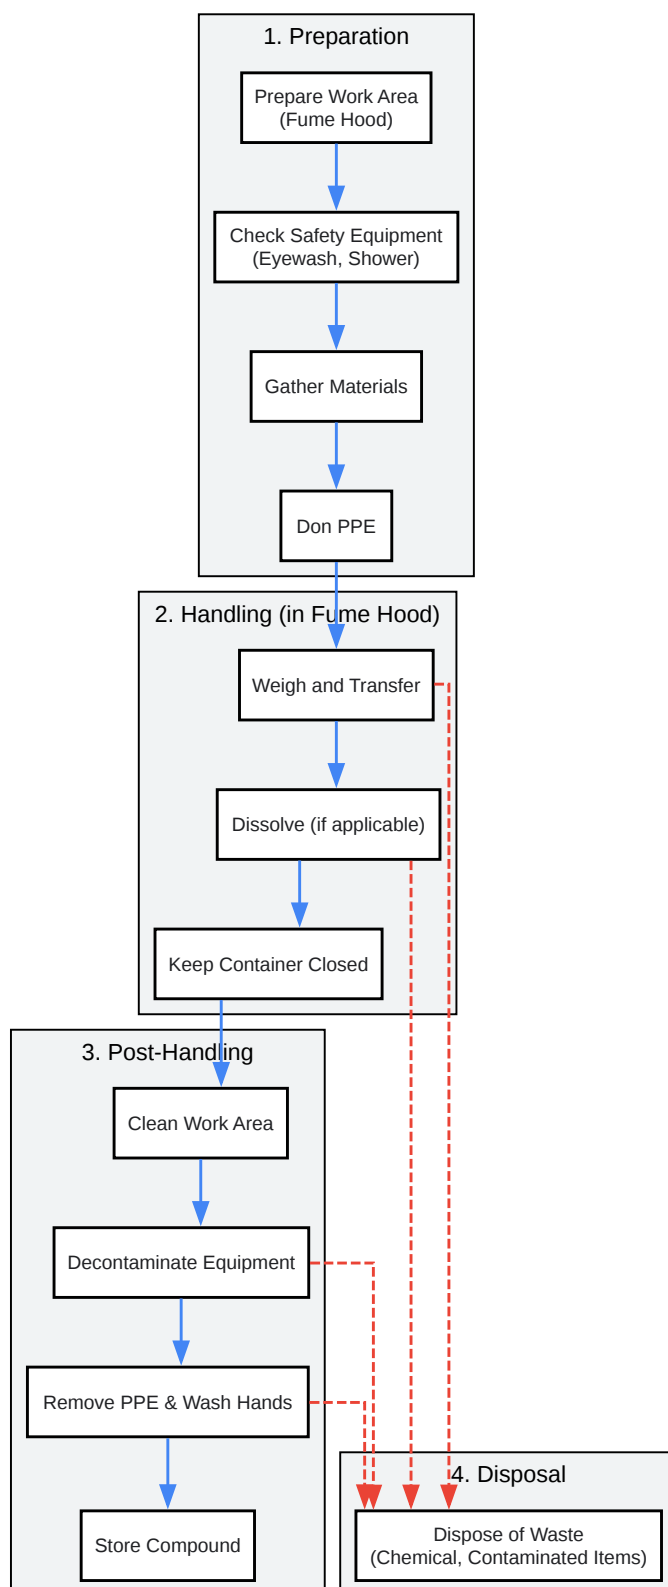 1. Preparation
Prepare Work Area
(Fume Hood)
Check Safety Equipment
(Eyewash, Shower)
Gather Materials
Don PPE
2. Handling (in Fume Hood)
Weigh and Transfer
Dissolve (if applicable)
Keep Container Closed
3. Post-Handling
Clean Work Area
Decontaminate Equipment
Remove PPE & Wash Hands
Store Compound
4. Disposal
Dispose of Waste
(Chemical, Contaminated Items)